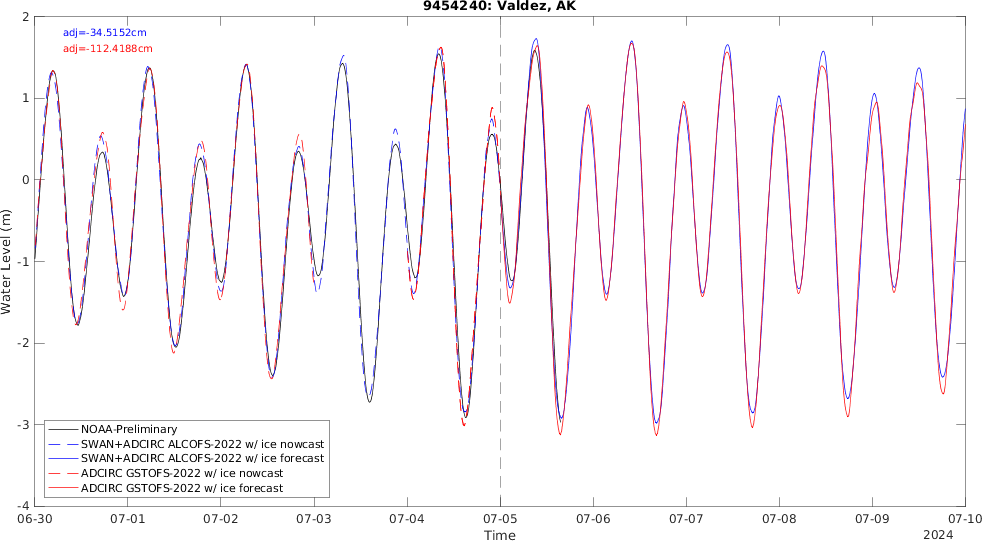 9454240: Valdez, AK
adj=-34.5152cm
adj=-112.4188cm
2
1
0
-1
-2
-3
-4
Water Level (m)
NOAA-Preliminary
SWAN+ADCIRC ALCOFS-2022 w/ ice nowcast
SWAN+ADCIRC ALCOFS-2022 w/ ice forecast
ADCIRC GSTOFS-2022 w/ ice nowcast
ADCIRC GSTOFS-2022 w/ ice forecast
06-30 07-01 07-02 07-03 07-04 07-05 07-06 07-07 07-08 07-09 07-10
Time
2024